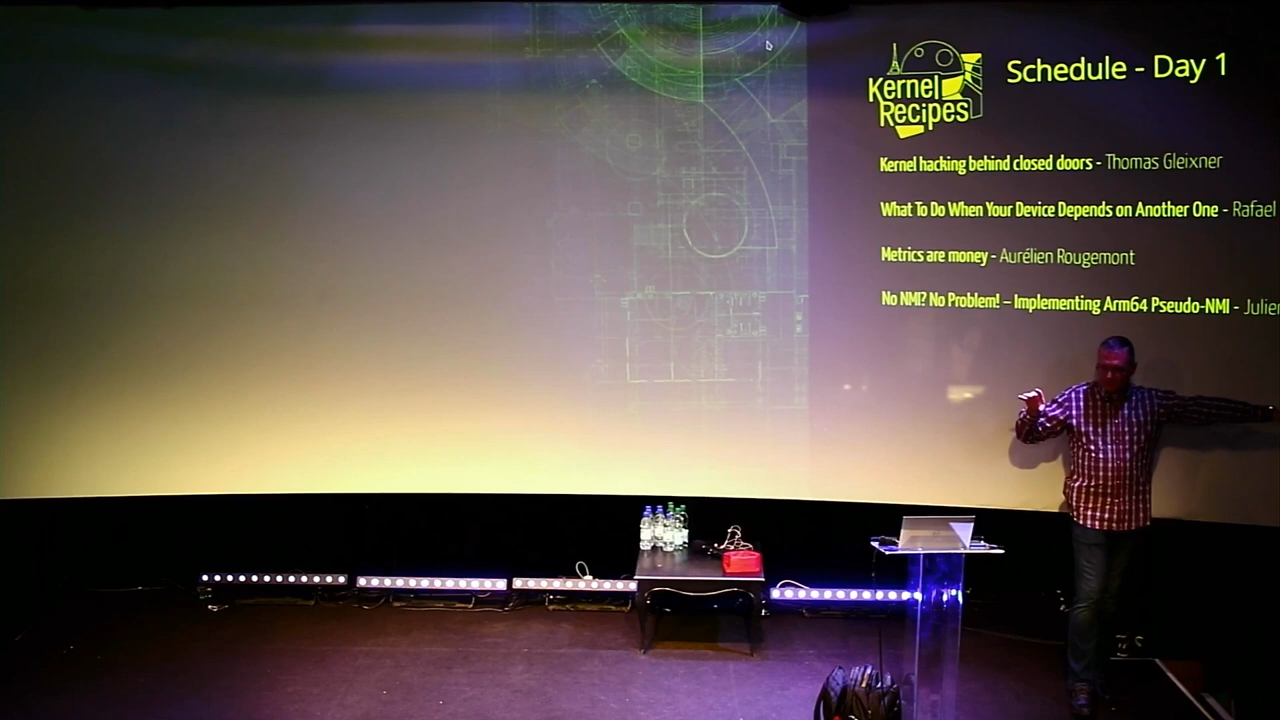 Kernel
Recipes
Schedule - Day 1
Kernel hacking behind closed doors - Thomas Gleixner
What To Do When Your Device Depends on Another One - Rafael
Metrics are money - Aurélien Rougemont
No NMI? No Problem! – Implementing Arm64 Pseudo-NMI - Julien